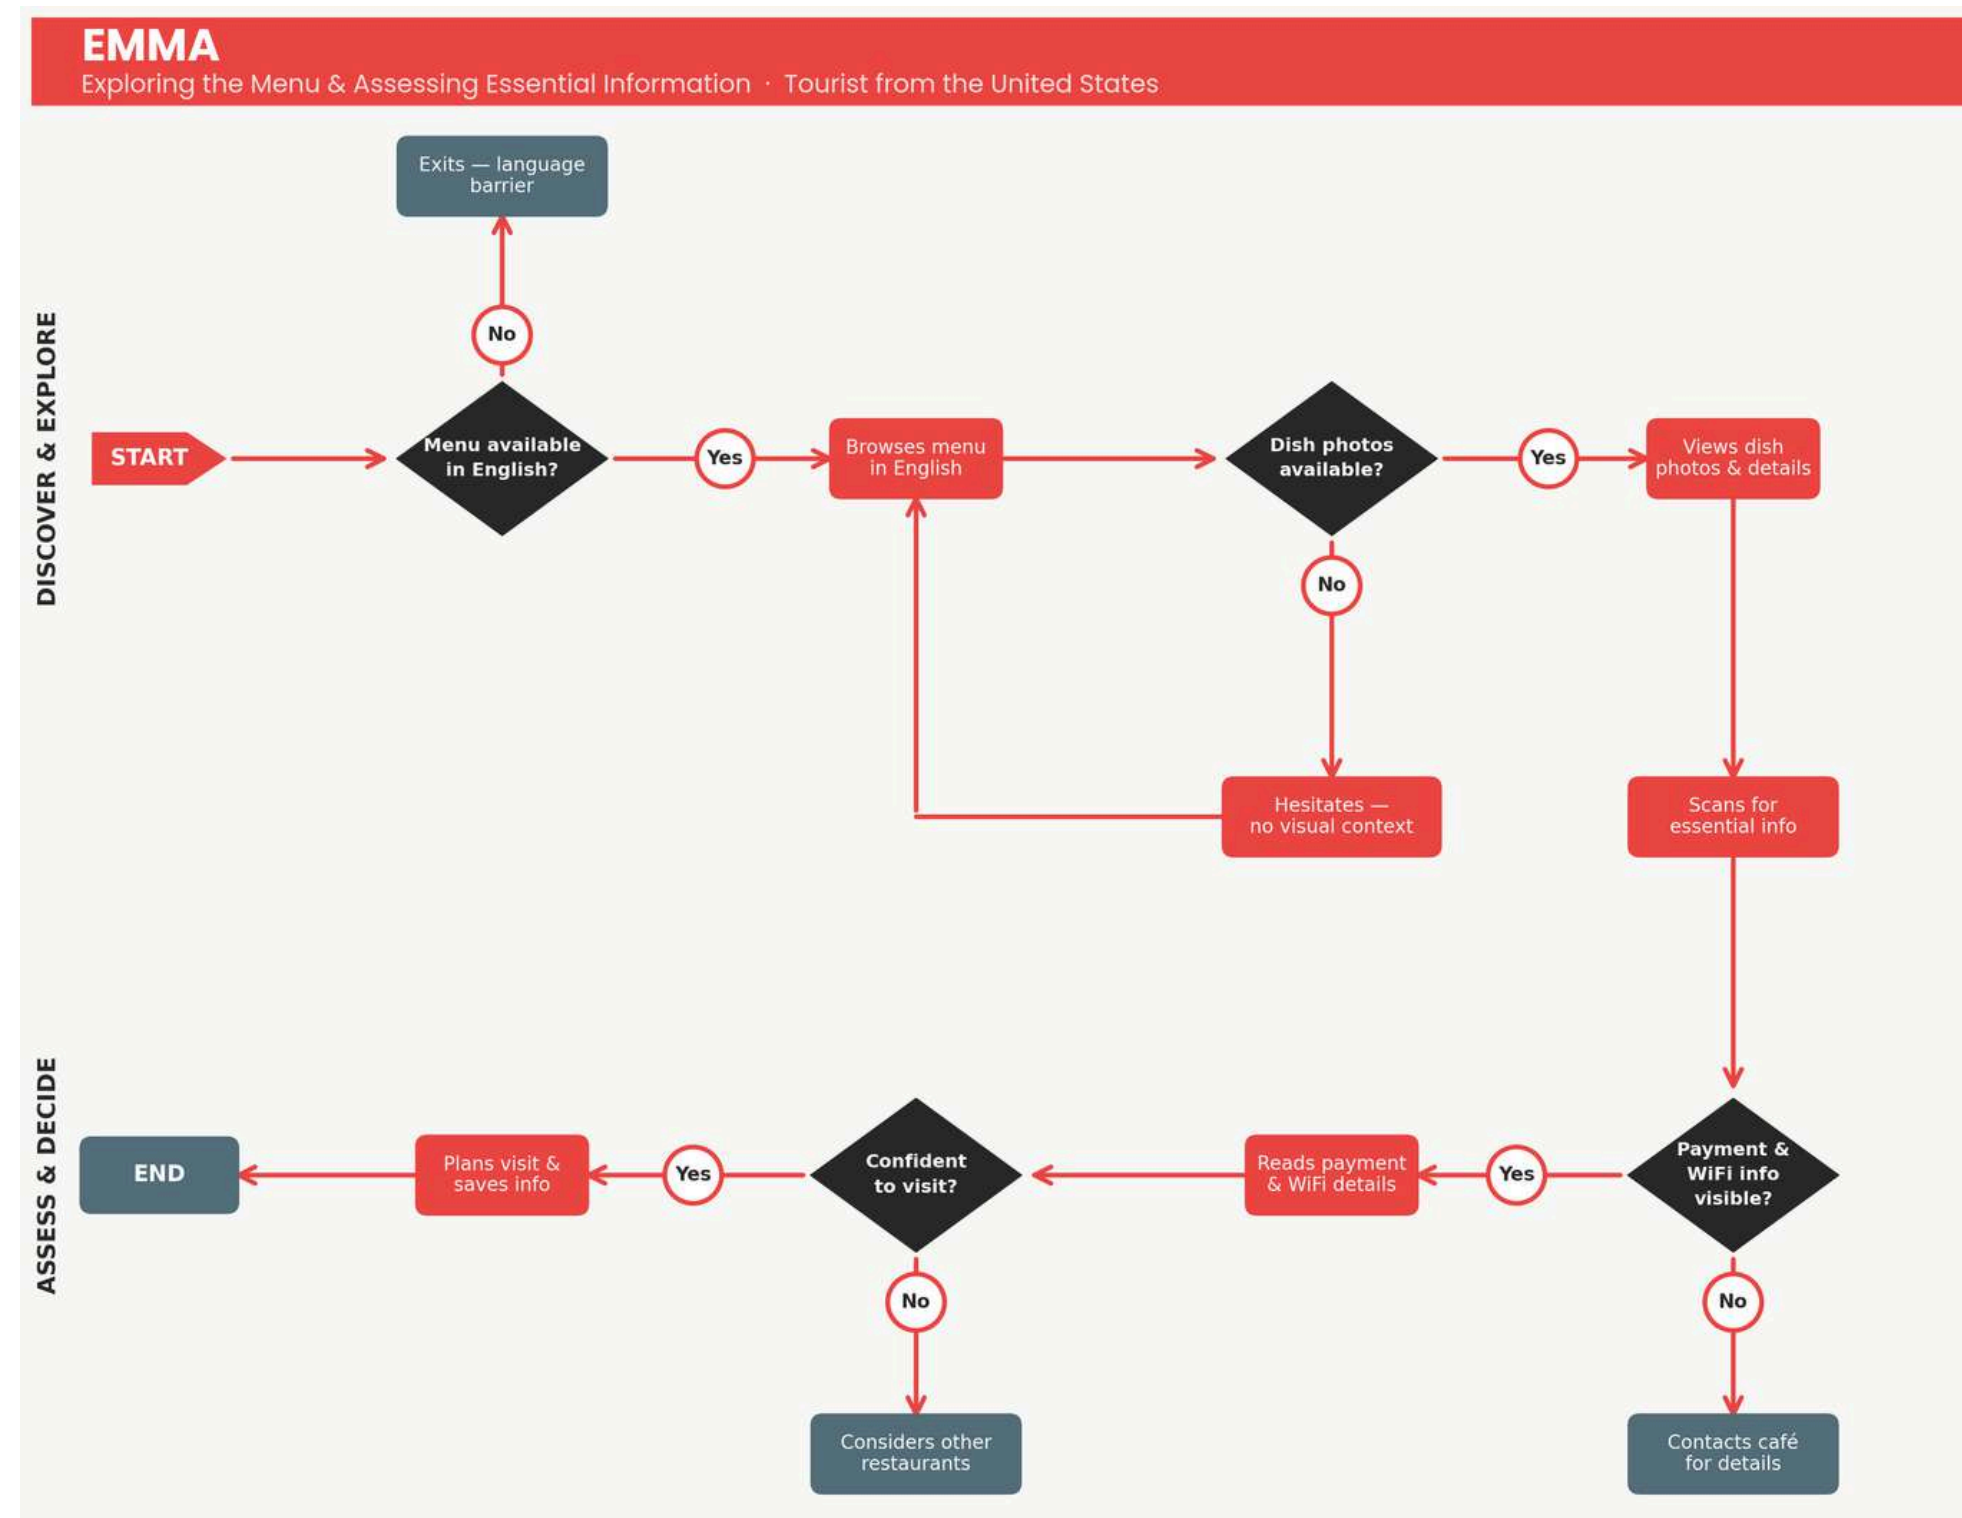 EMMA
Exploring the Menu & Assessing Essential Information · Tourist from the United States
DISCOVER & EXPLORE
Exits — language
barrier
No
START
Menu available
in English?
Yes
Browses menu
in English
Dish photos
available?
Yes
Views dish
photos & details
No
Hesitates —
no visual context
Scans for
essential info
ASSESS & DECIDE
END
Plans visit &
saves info
Yes
Confident
to visit?
Reads payment
& WiFi details
Yes
Payment &
WiFi info
visible?
No
No
Considers other
restaurants
Contacts café
for details